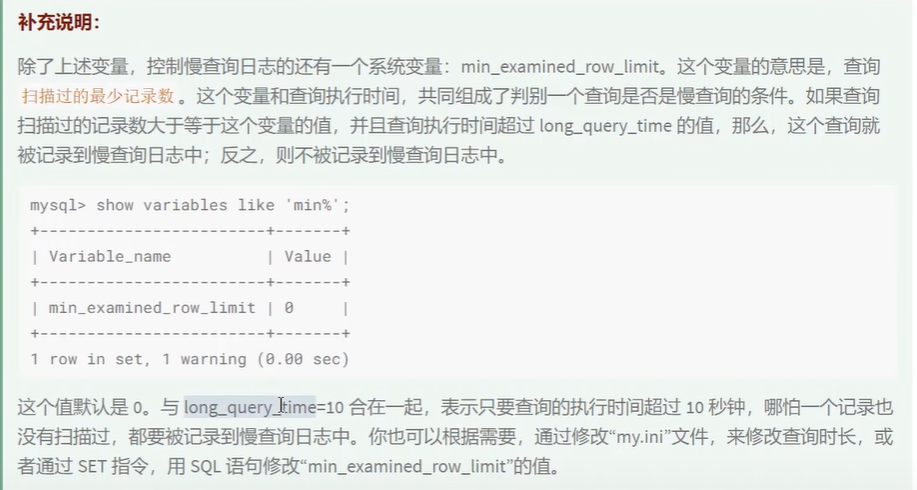 补充说明：
除了上述变量，控制慢查询日志的还有一个系统变量：min_examined_row_limit。这个变量的意思是，查询
扫描过的最少记录数。这个变量和查询执行时间，共同组成了判别一个查询是否是慢查询的条件。如果查询
扫描过的记录数大于等于这个变量的值，并且查询执行时间超过 long_query_time 的值，那么，这个查询就
被记录到慢查询日志中；反之，则不被记录到慢查询日志中。
mysql> show variables like 'min%';
+------------------------+-------+
| Variable_name          | Value |
+------------------------+-------+
| min_examined_row_limit | 0     |
+------------------------+-------+
1 row in set, 1 warning (0.00 sec)
这个值默认是 0。与 long_query_time=10 合在一起，表示只要查询的执行时间超过 10 秒钟，哪怕一个记录也
没有扫描过，都要被记录到慢查询日志中。你也可以根据需要，通过修改“my.ini”文件，来修改查询时长，或
者通过 SET 指令，用 SQL 语句修改“min_examined_row_limit”的值。